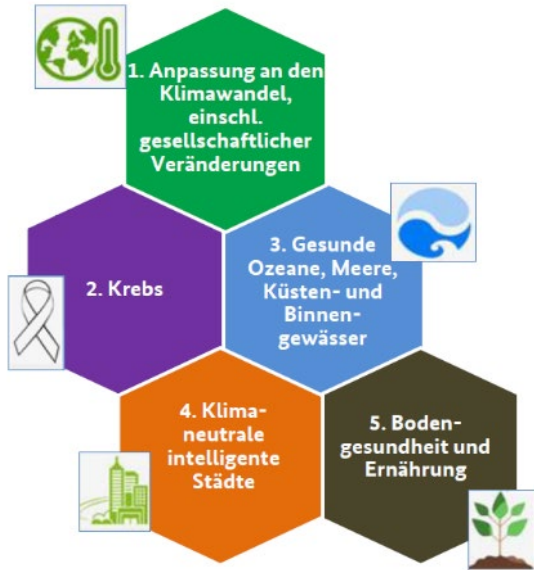 1. Anpassung an den
Klimawandel,
einschl.
gesellschaftlicher
Veränderungen
2. Krebs
3. Gesunde
Ozeane, Meere,
Küsten- und
Binnen-
gewässer
4. Klima-
neutrale
intelligente
Städte
5. Boden-
gesundheit und
Ernährung